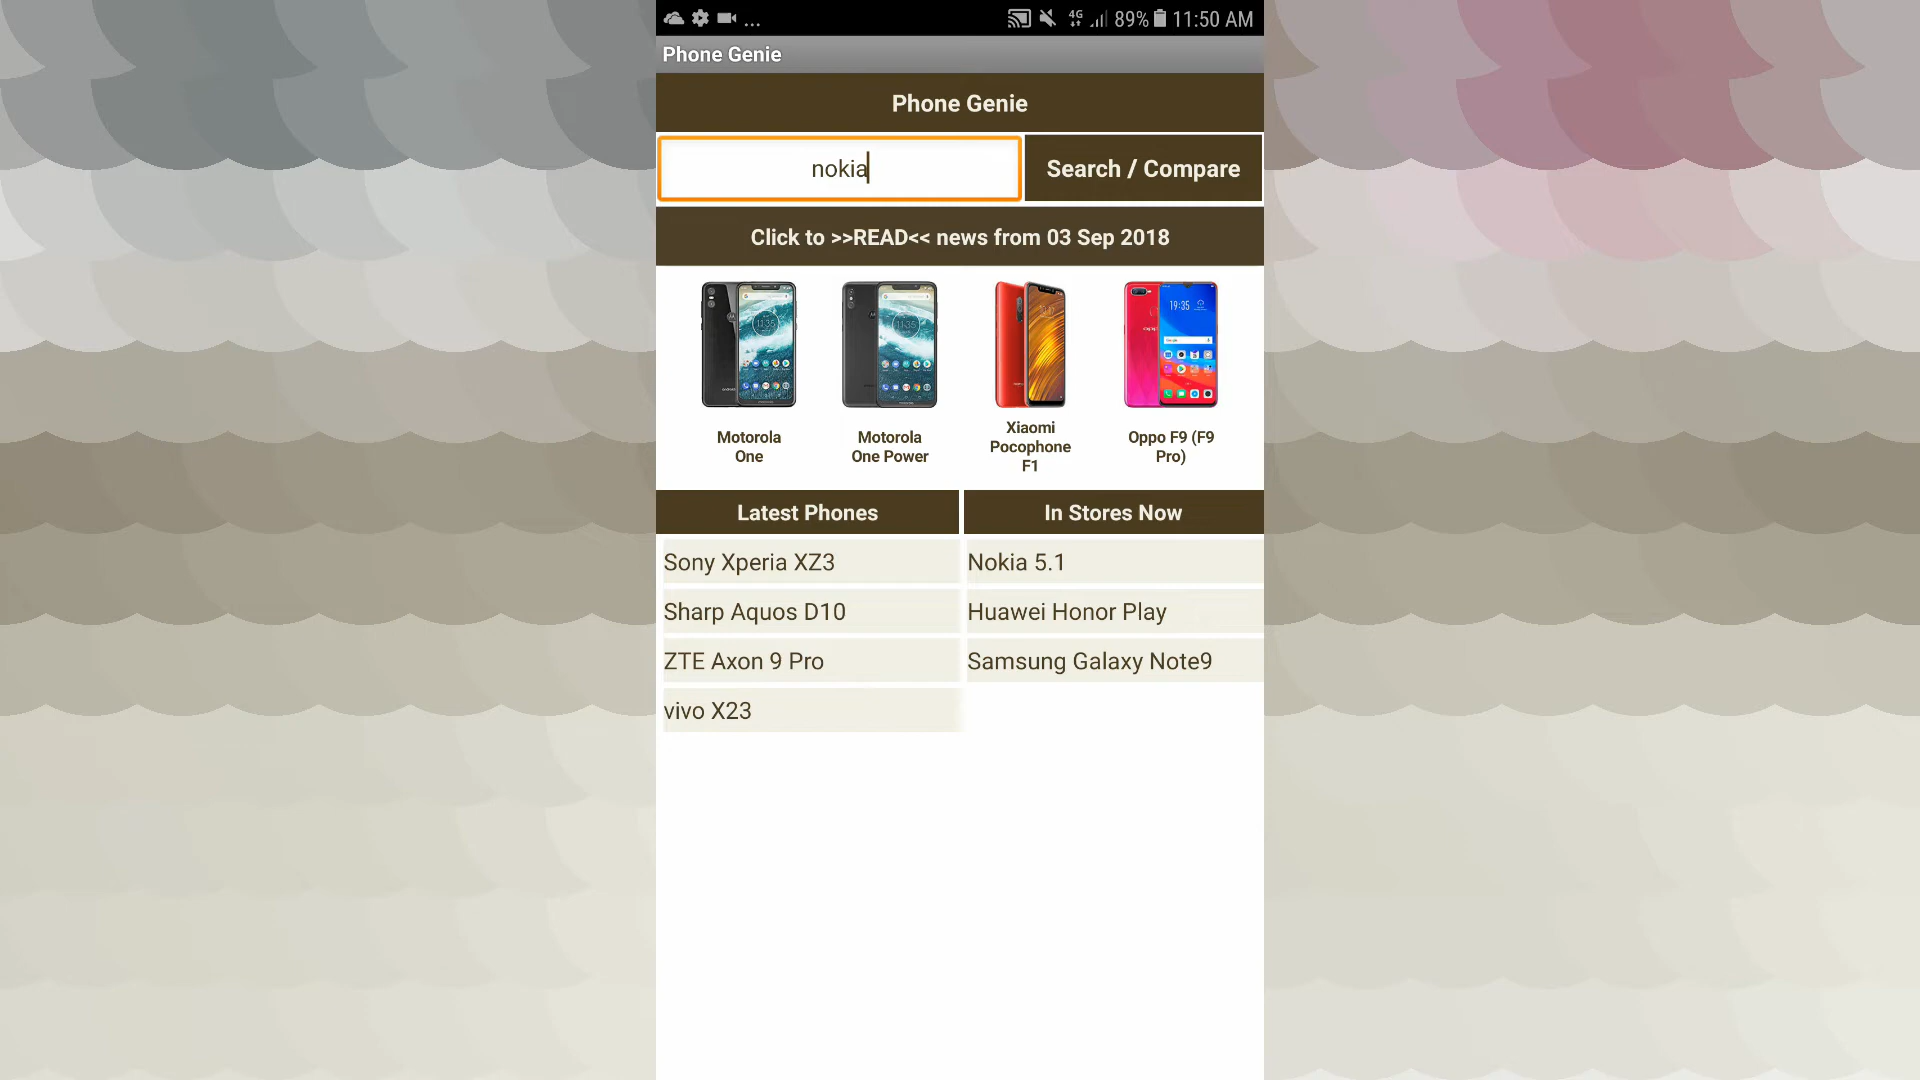 ... 4G 89% 11:50 AM
Phone Genie
Phone Genie
nokia
Search / Compare
Click to >>READ<< news from 03 Sep 2018
19:35
Motorola
One
Motorola
One Power
Xiaomi
Pocophone
F1
Oppo F9 (F9
Pro)
Latest Phones
In Stores Now
Sony Xperia XZ3
Nokia 5.1
Sharp Aquos D10
Huawei Honor Play
ZTE Axon 9 Pro
Samsung Galaxy Note9
vivo X23